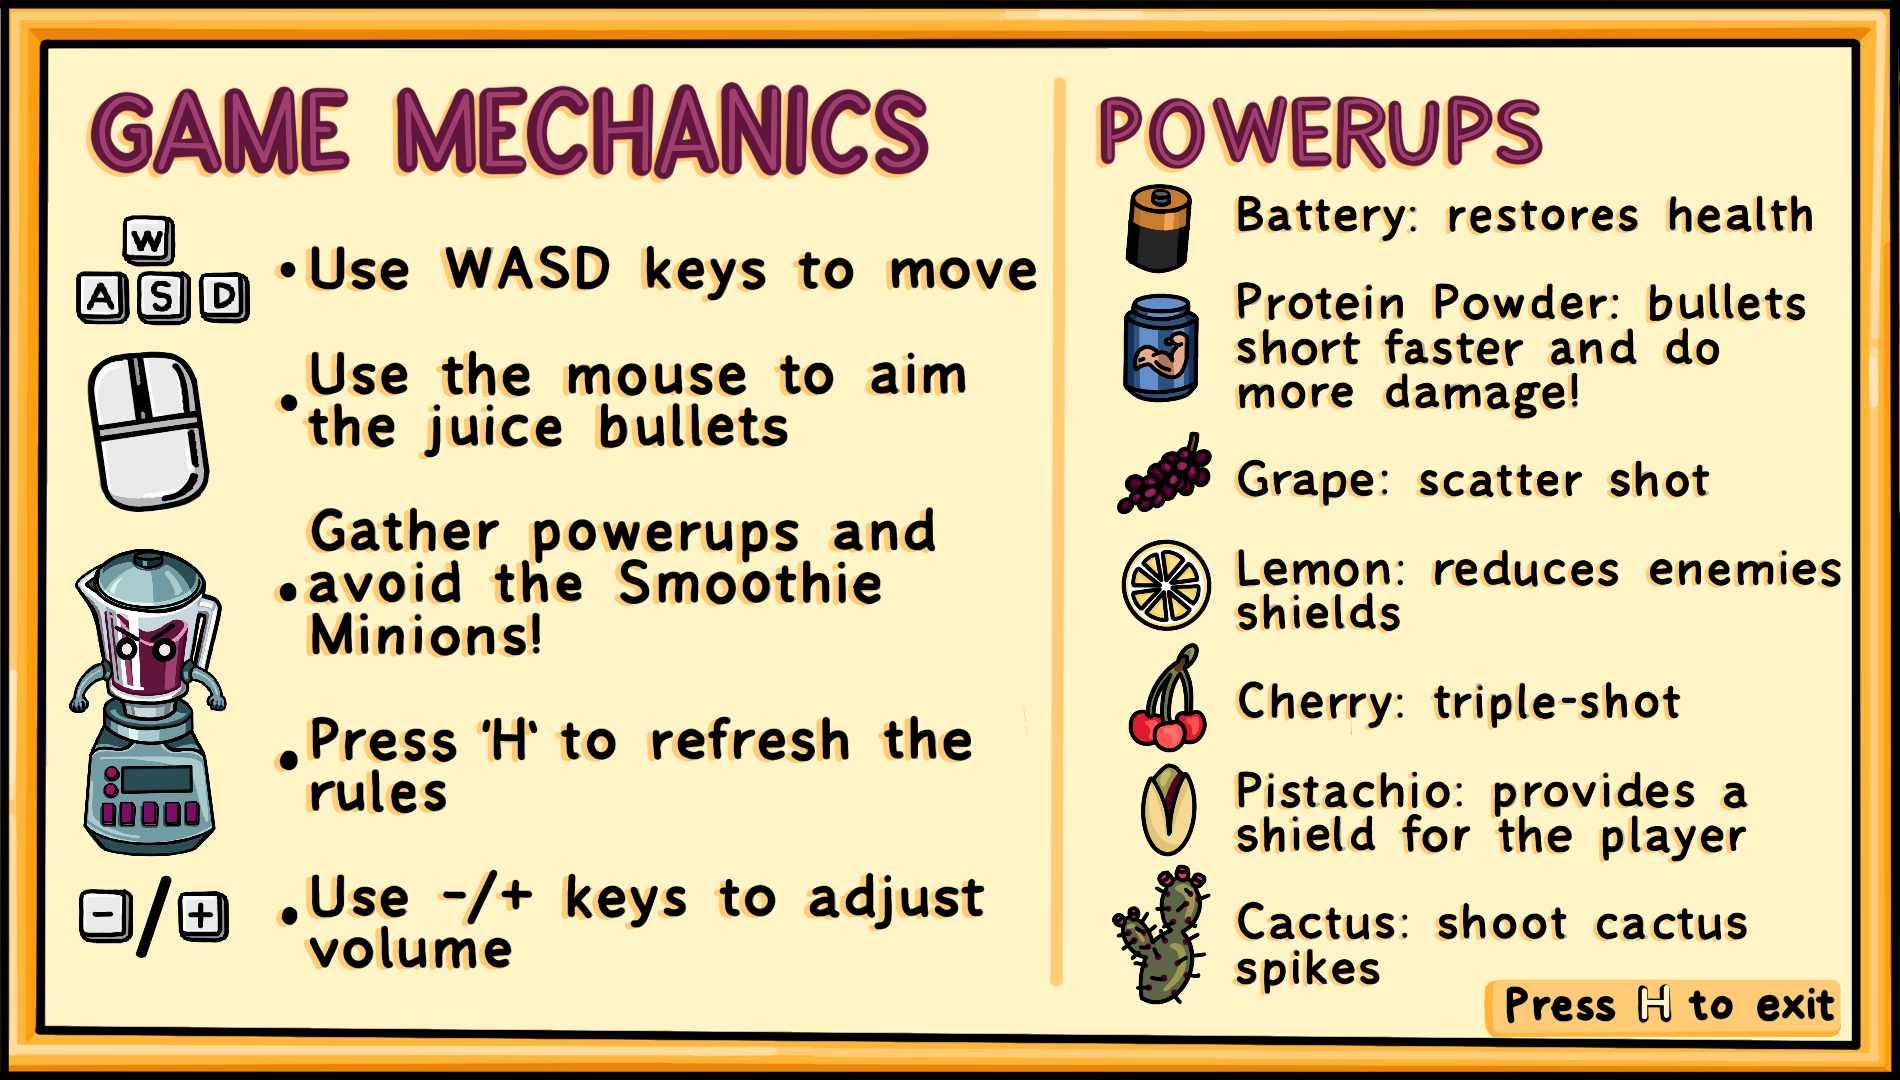 GAME MECHANICS
W
A S D
•Use WASD keys to move
•Use the mouse to aim
the juice bullets
Gather powerups and
•avoid the Smoothie
Minions!
•Press 'H' to refresh the
rules
-/+
•Use -/+ keys to adjust
volume
POWERUPS
Battery: restores health
Protein Powder: bullets
short faster and do
more damage!
Grape: scatter shot
Lemon: reduces enemies
shields
Cherry: triple-shot
Pistachio: provides a
shield for the player
Cactus: shoot cactus
spikes
Press H to exit